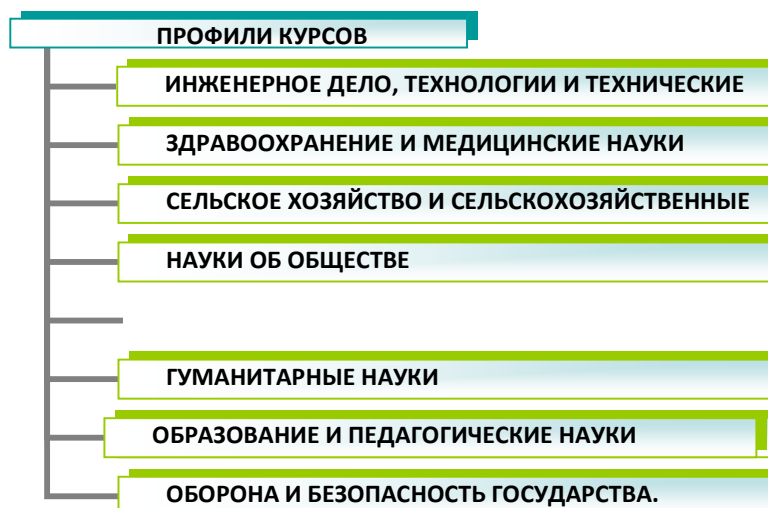 ПРОФИЛИ КУРСОВ
ИНЖЕНЕРНОЕ ДЕЛО, ТЕХНОЛОГИИ И ТЕХНИЧЕСКИЕ
ЗДРАВООХРАНЕНИЕ И МЕДИЦИНСКИЕ НАУКИ
СЕЛЬСКОЕ ХОЗЯЙСТВО И СЕЛЬСКОХОЗЯЙСТВЕННЫЕ
НАУКИ ОБ ОБЩЕСТВЕ
ГУМАНИТАРНЫЕ НАУКИ
ОБРАЗОВАНИЕ И ПЕДАГОГИЧЕСКИЕ НАУКИ
ОБОРОНА И БЕЗОПАСНОСТЬ ГОСУДАРСТВА.